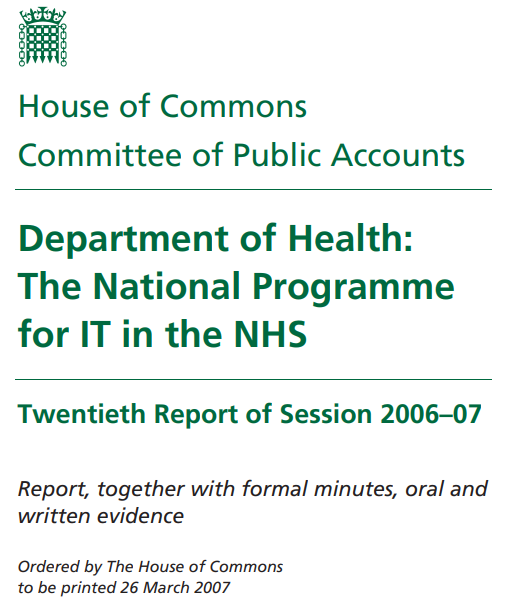 House of Commons
Committee of Public Accounts
Department of Health:
The National Programme
for IT in the NHS
Twentieth Report of Session 2006–07
Report, together with formal minutes, oral and
written evidence
Ordered by The House of Commons
to be printed 26 March 2007